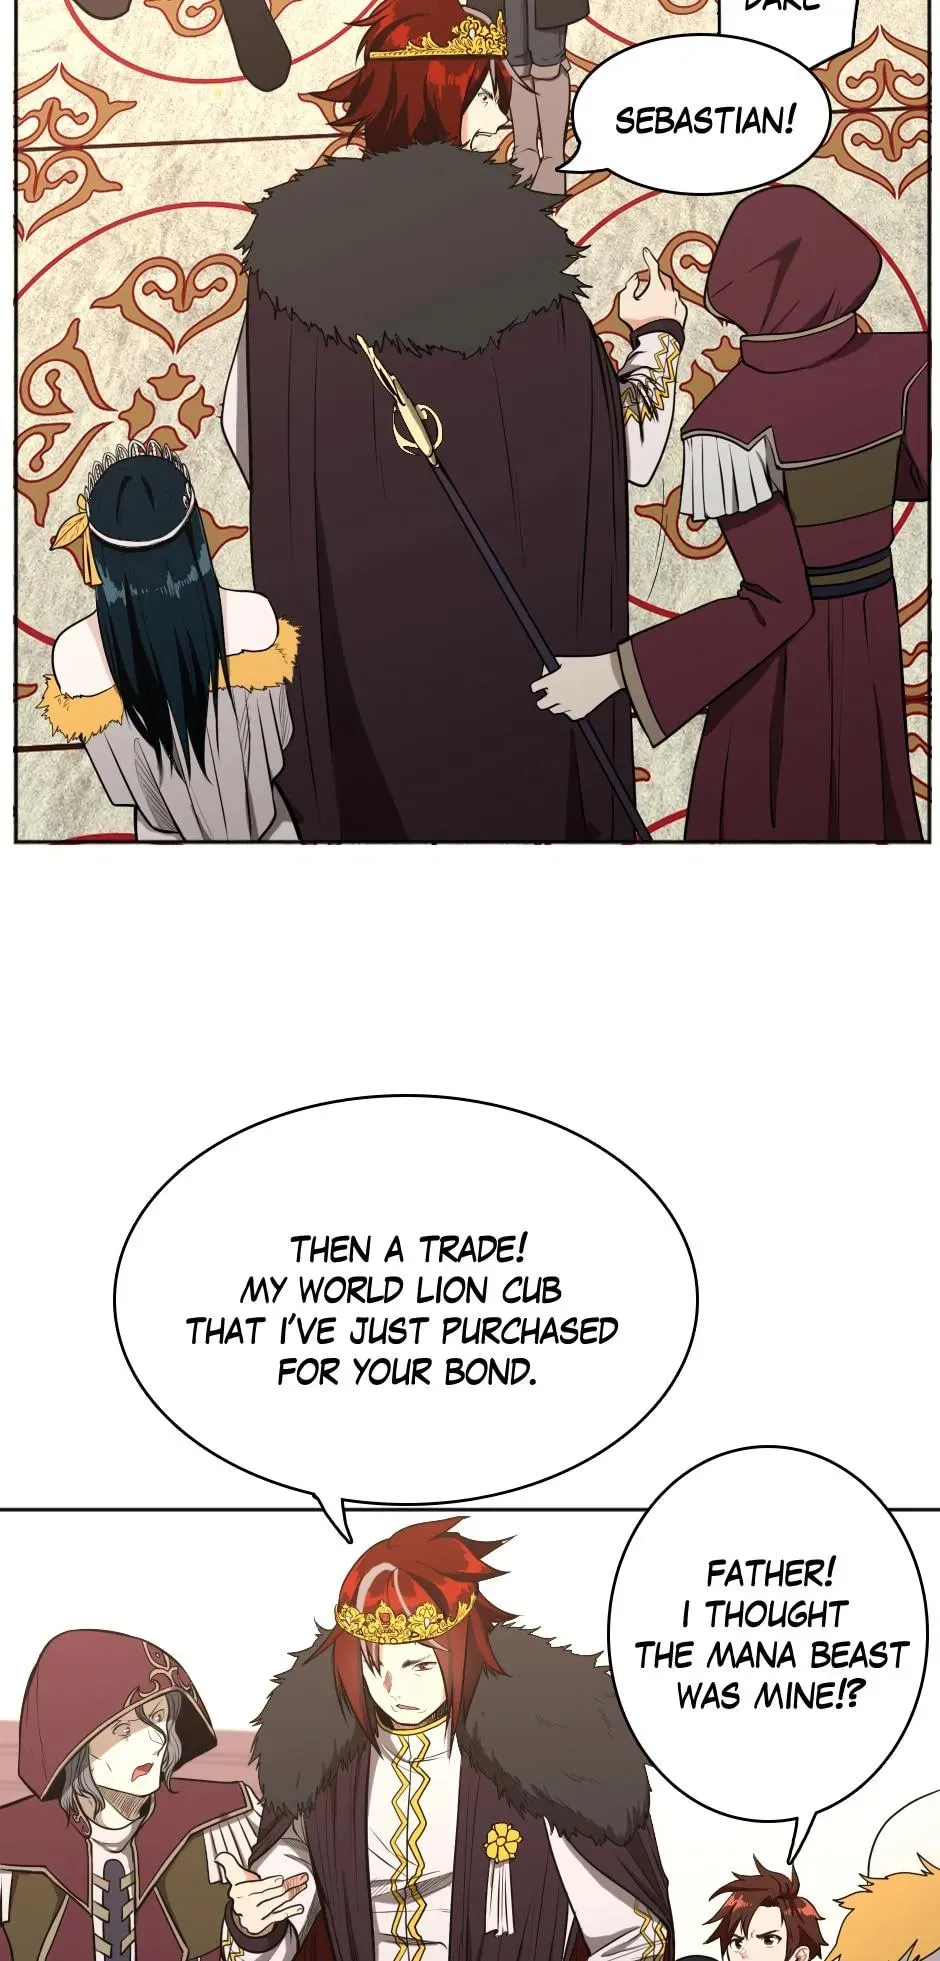 DARE
SEBASTIAN!
THEN A TRADE!
MY WORLD LION CUB
THAT I'VE JUST PURCHASED
FOR YOUR BOND.
FATHER!
I THOUGHT
THE MANA BEAST
WAS MINE!?